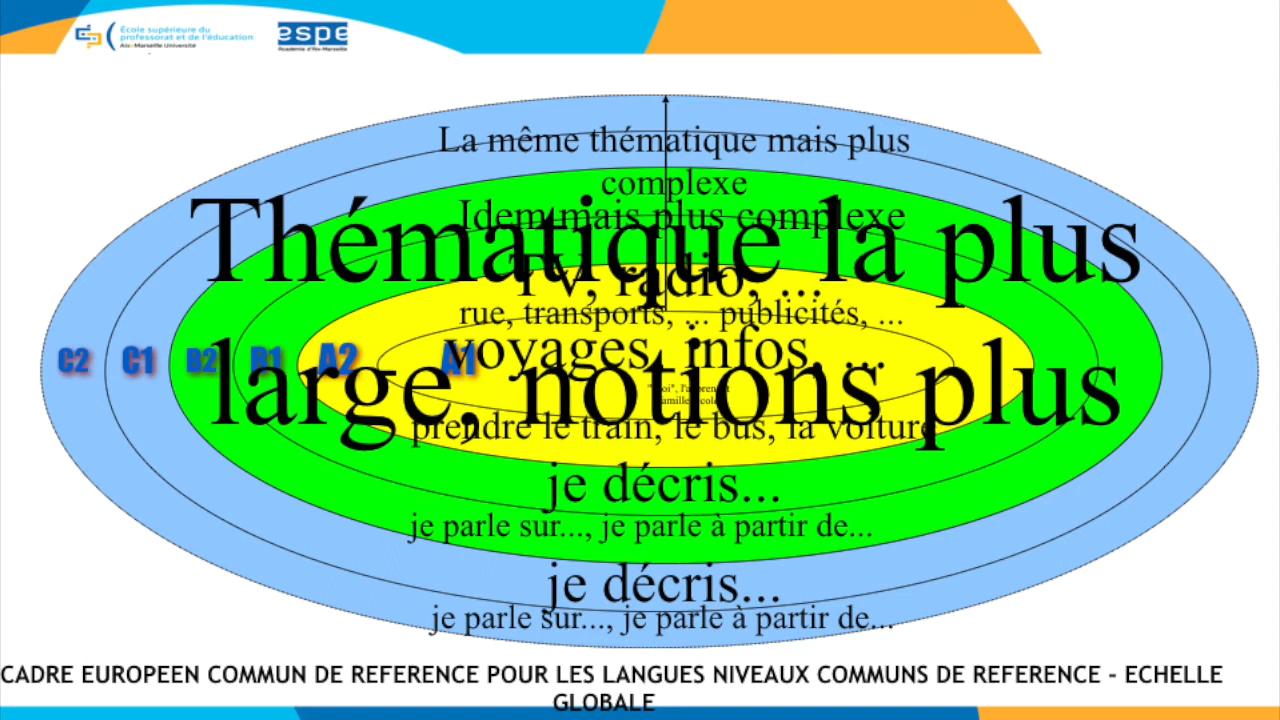 École supérieure du
professorat et de l'éducation
Aix-Marseille Université
espe
Académie d'Aix-Marseille
La même thématique mais plus
complexe
Idem mais plus complexe
Thématique la plus
TV, radio, ...
rue, transports, ... publicités, ...
voyages, infos, ...
C2 C1 B2 B1 A2 A1
large, notions plus
prendre le train, le bus, la voiture
je décris...
je parle sur..., je parle à partir de...
je décris...
je parle sur..., je parle à partir de...
CADRE EUROPEEN COMMUN DE REFERENCE POUR LES LANGUES NIVEAUX COMMUNS DE REFERENCE - ECHELLE
GLOBALE